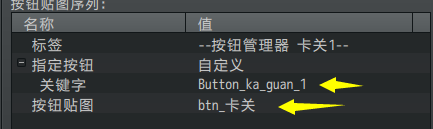 按钮贴图序列:
名称 值
标签 --按钮管理器 卡关1--
指定按钮 自定义
关键字 Button_ka_guan_1
按钮贴图 btn_卡关